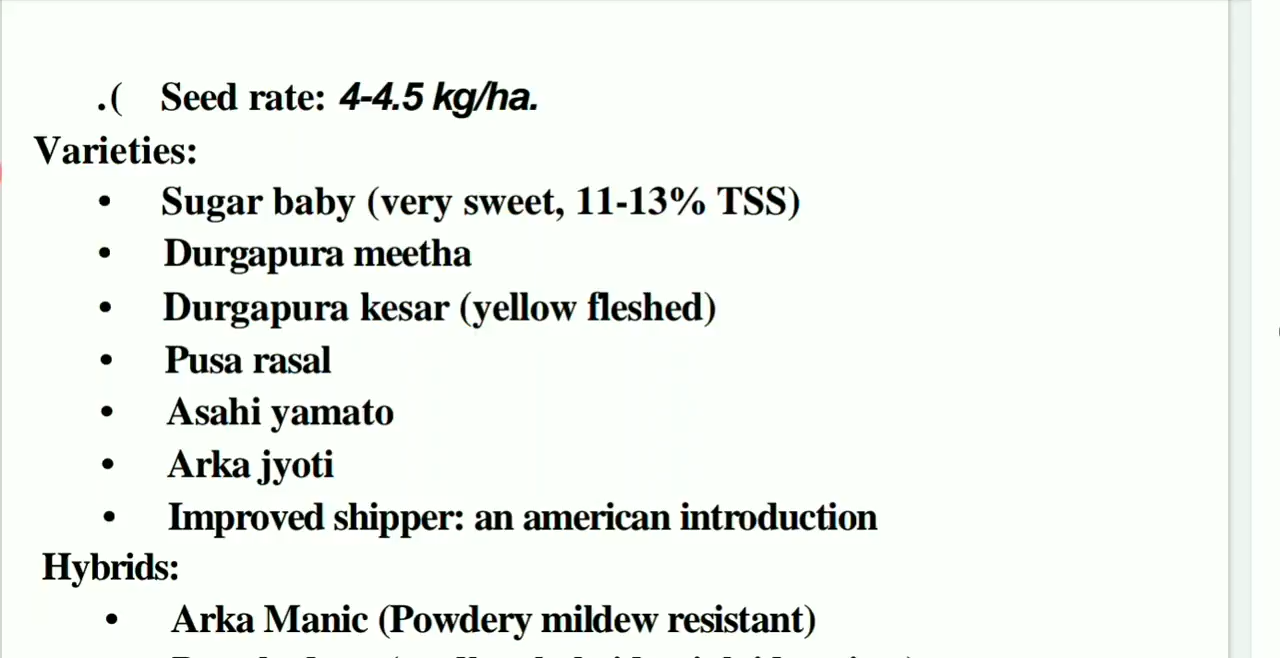 .( Seed rate: 4-4.5 kg/ha.
Varieties:
• Sugar baby (very sweet, 11-13% TSS)
• Durgapura meetha
• Durgapura kesar (yellow fleshed)
• Pusa rasal
• Asahi yamato
• Arka jyoti
• Improved shipper: an american introduction
Hybrids:
• Arka Manic (Powdery mildew resistant)